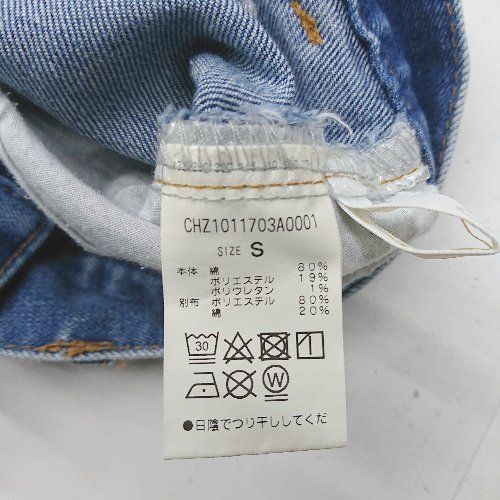 CHZ1011703A0001
SIZE S
本体 綿 80%
ポリエステル 19%
ポリウレタン 1%
別布 ポリエステル 80%
綿 20%
30
W
●日陰でつり干ししてくだ